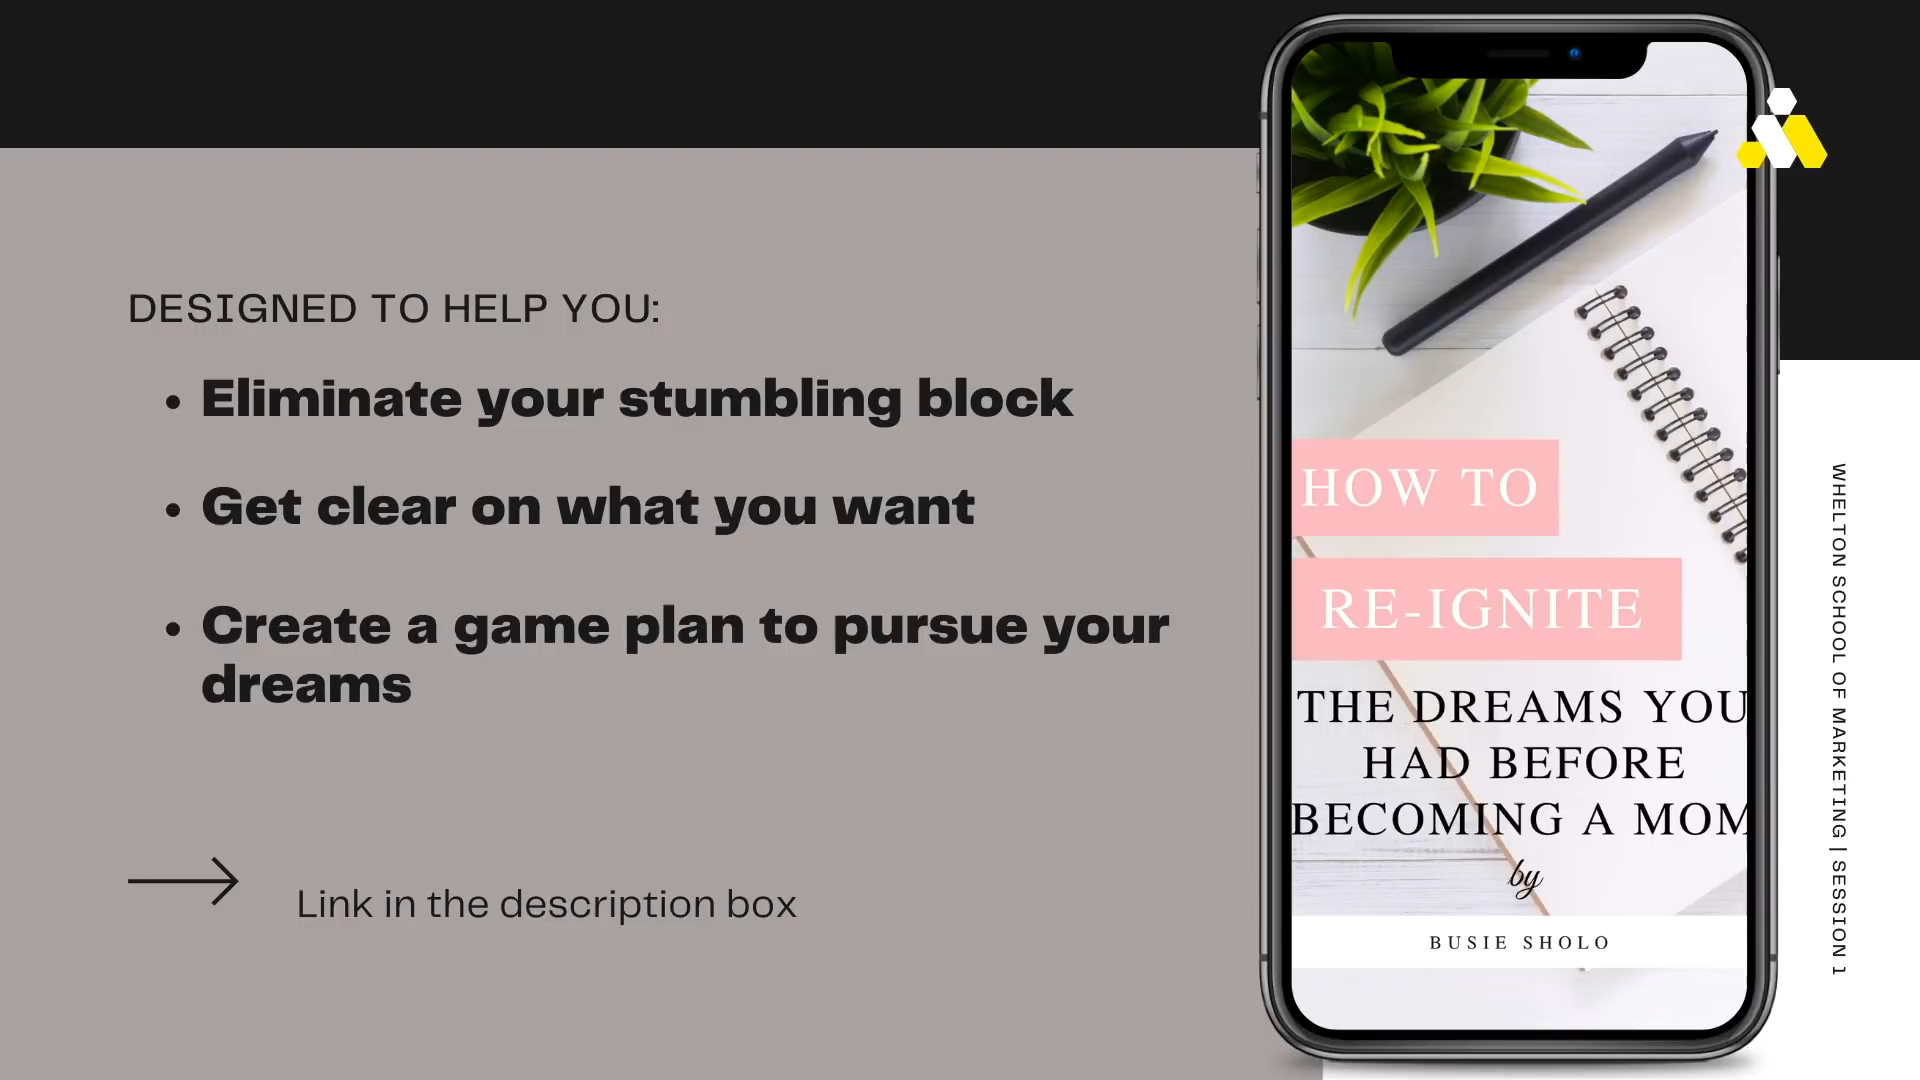 DESIGNED TO HELP YOU:
Eliminate your stumbling block
Get clear on what you want
Create a game plan to pursue your
dreams
Link in the description box
HOW TO
RE-IGNITE
THE DREAMS YOU
HAD BEFORE
BECOMING A MOM
by
BUSIE SHOLO
WHELTON SCHOOL OF MARKETING | SESSION 1